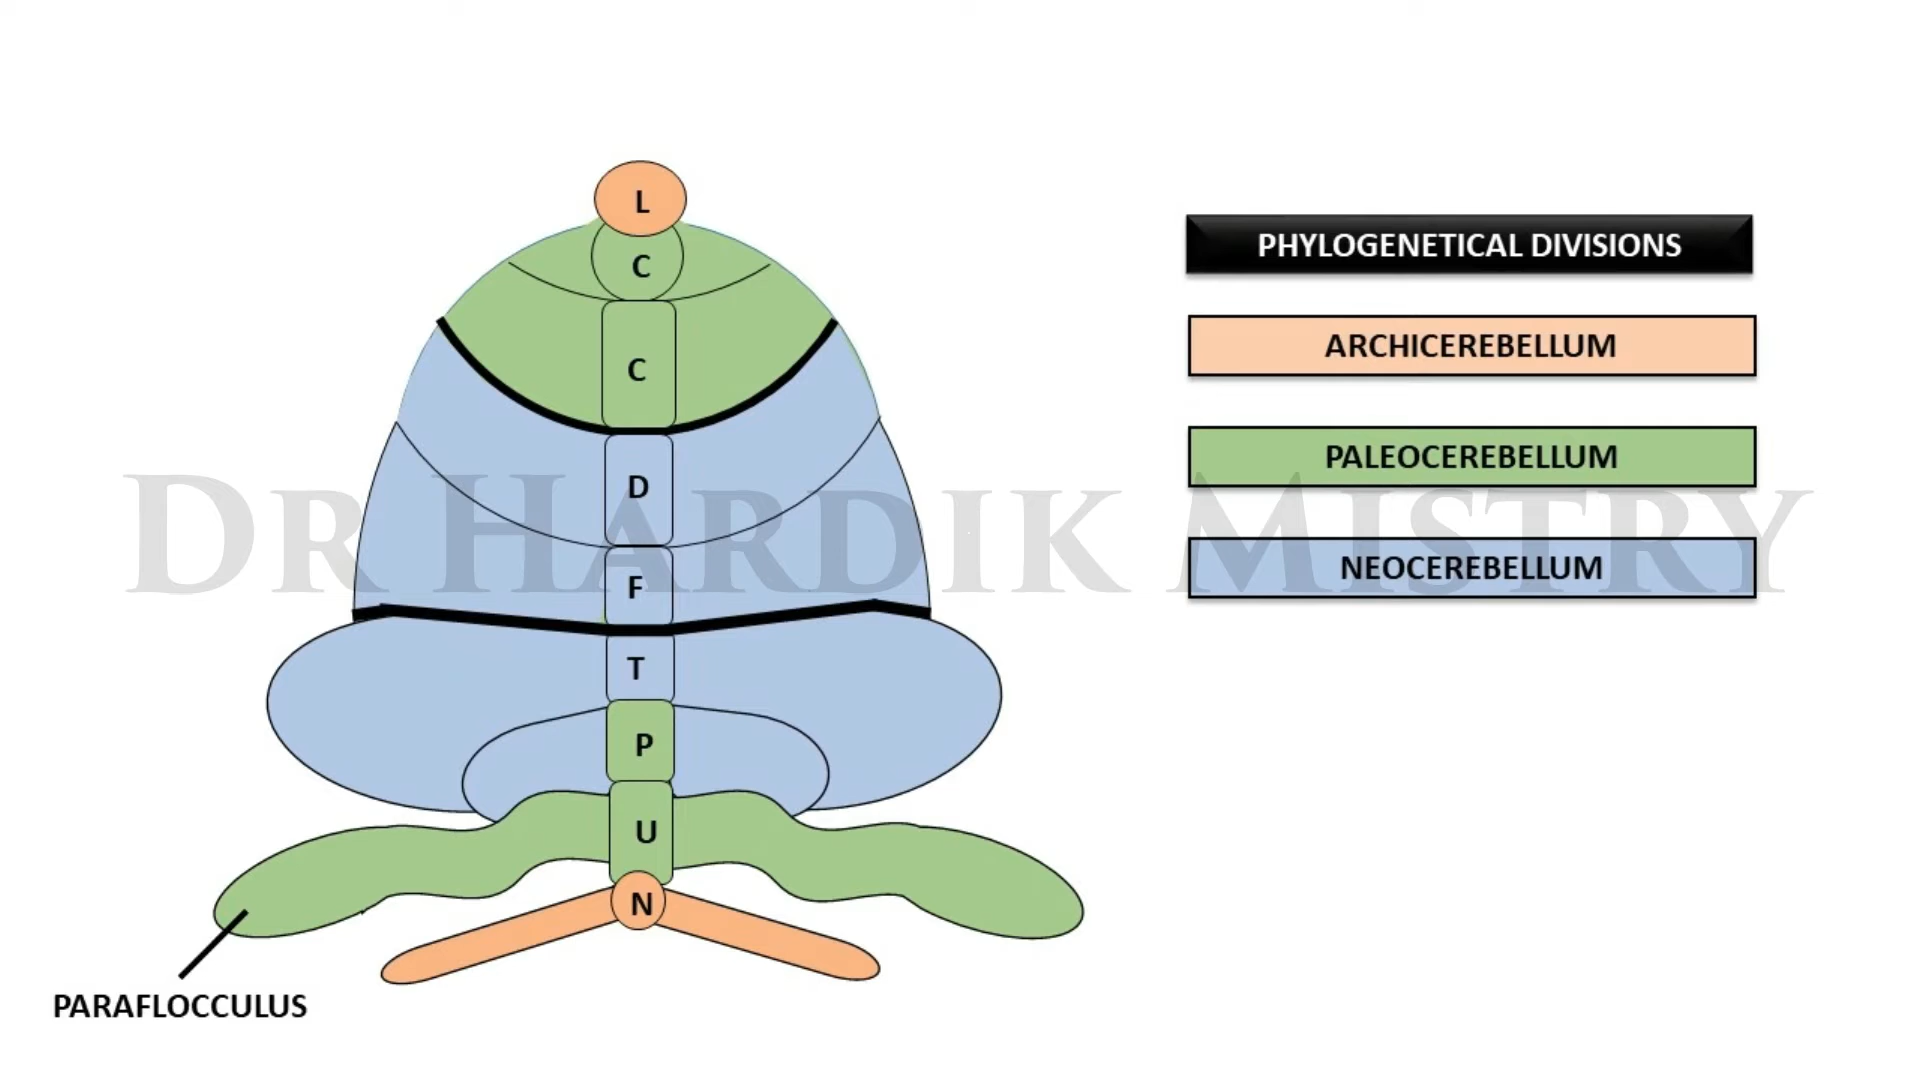 L
C
C
D
F
T
P
U
N
PARAFLOCCULUS
PHYLOGENETICAL DIVISIONS
ARCHICEREBELLUM
PALEOCEREBELLUM
NEOCEREBELLUM
DR HARDIK MISTRY